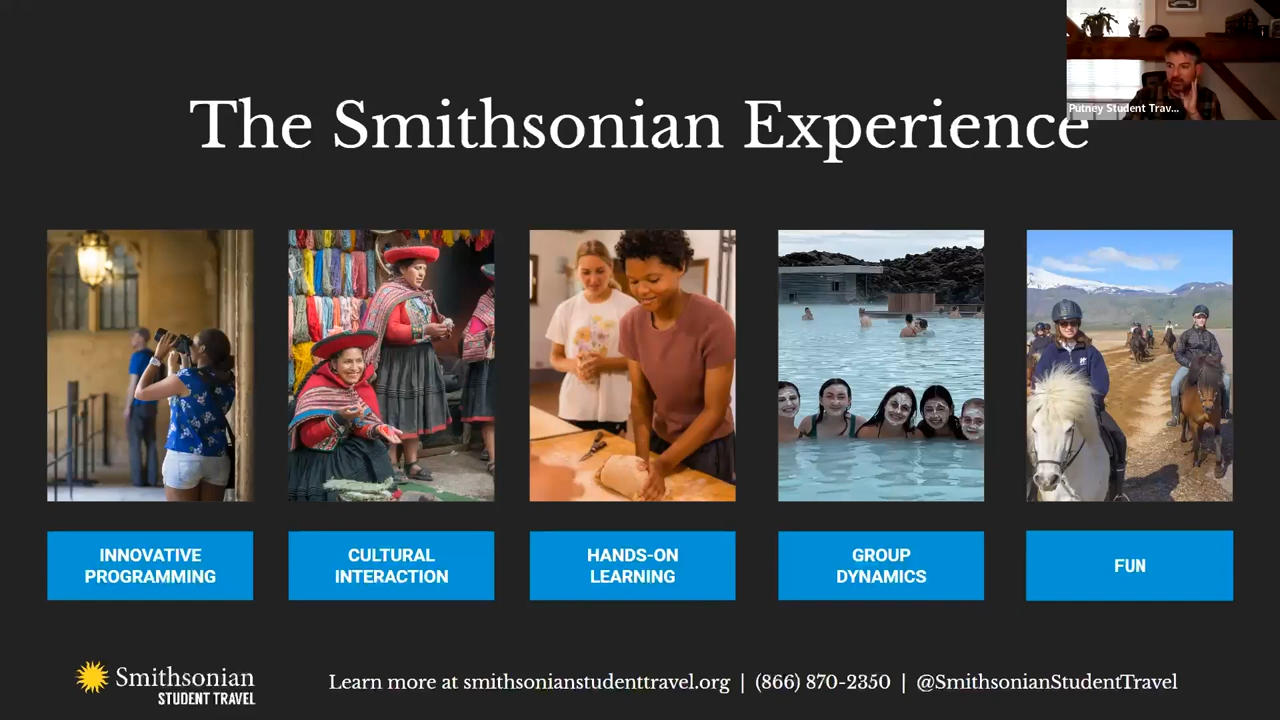 Putney Student Trav...
The Smithsonian Experience
INNOVATIVE
PROGRAMMING
CULTURAL
INTERACTION
HANDS-ON
LEARNING
GROUP
DYNAMICS
FUN
Smithsonian
STUDENT TRAVEL
Learn more at smithsonianstudenttravel.org | (866) 870-2350 | @SmithsonianStudentTravel